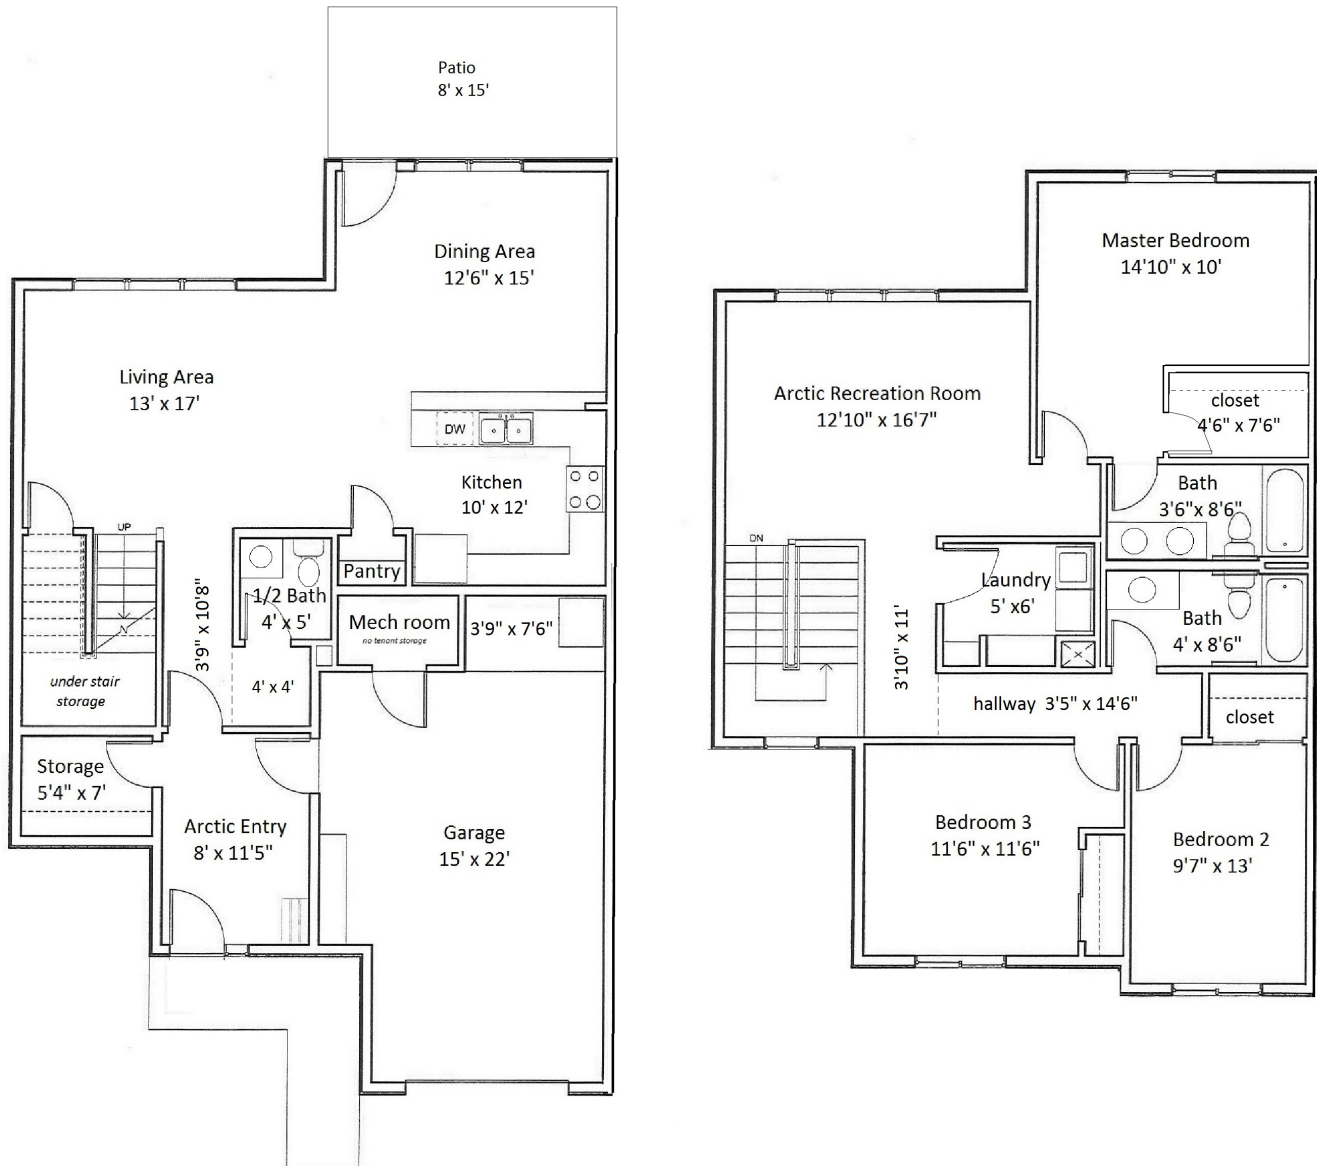 Patio
8' x 15'
Dining Area
12'6" x 15'
Living Area
13' x 17'
DW
Kitchen
10' x 12'
UP
Pantry
1/2 Bath
4' x 5'
3'9" x 10'8"
Mech room
no tenant storage
3'9" x 7'6"
under stair
storage
4' x 4'
Storage
5'4" x 7'
Arctic Entry
8' x 11'5"
Garage
15' x 22'
Master Bedroom
14'10" x 10'
Arctic Recreation Room
12'10" x 16'7"
closet
4'6" x 7'6"
Bath
3'6"x 8'6"
DN
Laundry
5' x6'
Bath
4' x 8'6"
3'10" x 11'
hallway 3'5" x 14'6"
closet
Bedroom 3
11'6" x 11'6"
Bedroom 2
9'7" x 13'